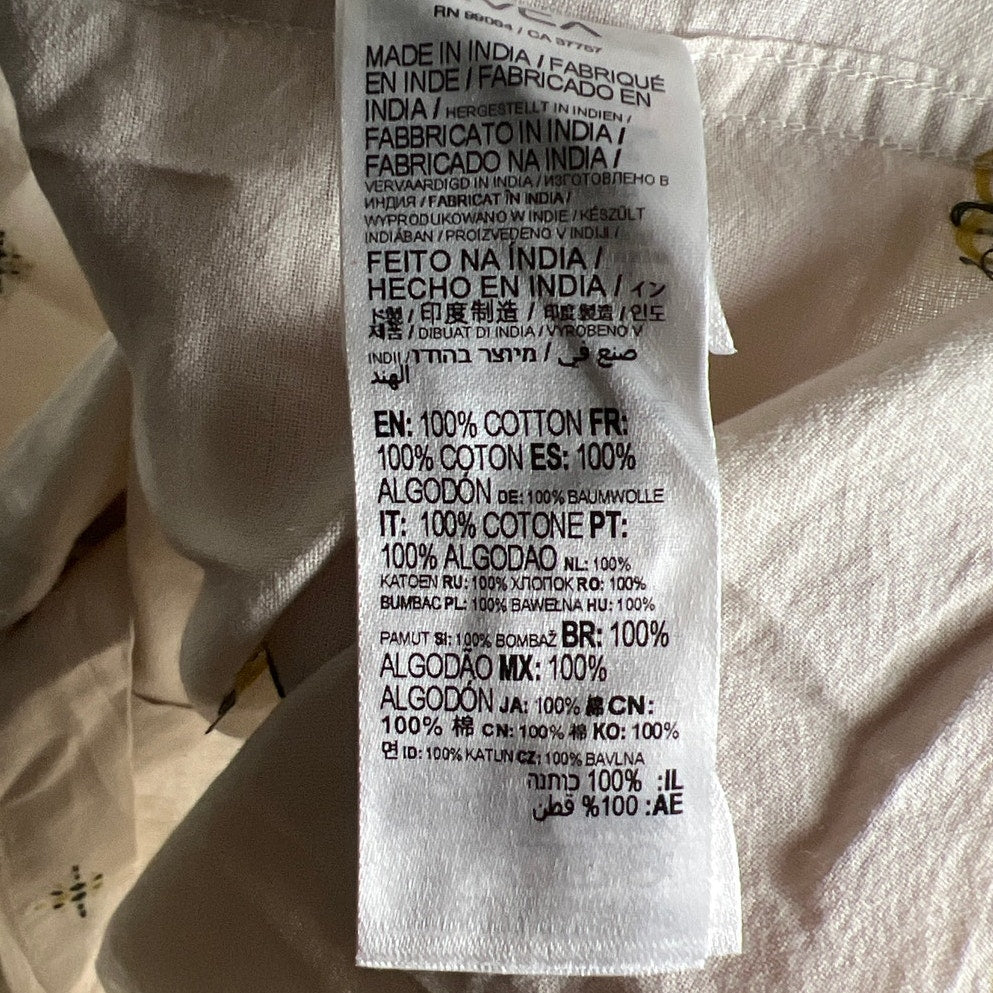 RN 99004 / CA 37757
MADE IN INDIA / FABRIQUÉ
EN INDE / FABRICADO EN
INDIA / HERGESTELLT IN INDIEN /
FABBRICATO IN INDIA /
FABRICADO NA INDIA /
VERVAARDIGD IN INDIA / ИЗГОТОВЛЕНО В
ИНДИЯ / FABRICAT ÎN INDIA /
WYPRODUKOWANO W INDIE / KÉSZÜLT
INDIÁBAN / PROIZVEDENO V INDIJI /
FEITO NA ÍNDIA /
HECHO EN INDIA / イン
ド製 / 印度制造 / 印度製造 / 인도
제품 / DIBUAT DI INDIA / VYROBENO V
INDII / מיוצר בהודו / صنع في
الهند
EN: 100% COTTON FR:
100% COTON ES: 100%
ALGODÓN DE: 100% BAUMWOLLE
IT: 100% COTONE PT:
100% ALGODAO NL: 100%
KATOEN RU: 100% ХЛОПОК RO: 100%
BUMBAC PL: 100% BAWEŁNA HU: 100%
PAMUT SI: 100% BOMBAŽ BR: 100%
ALGODÃO MX: 100%
ALGODÓN JA: 100% 綿 CN:
100% 棉 CN: 100% 棉 KO: 100%
면 ID: 100% KATUN CZ: 100% BAVLNA
IL: 100% כותנה
AE: 100% قطن